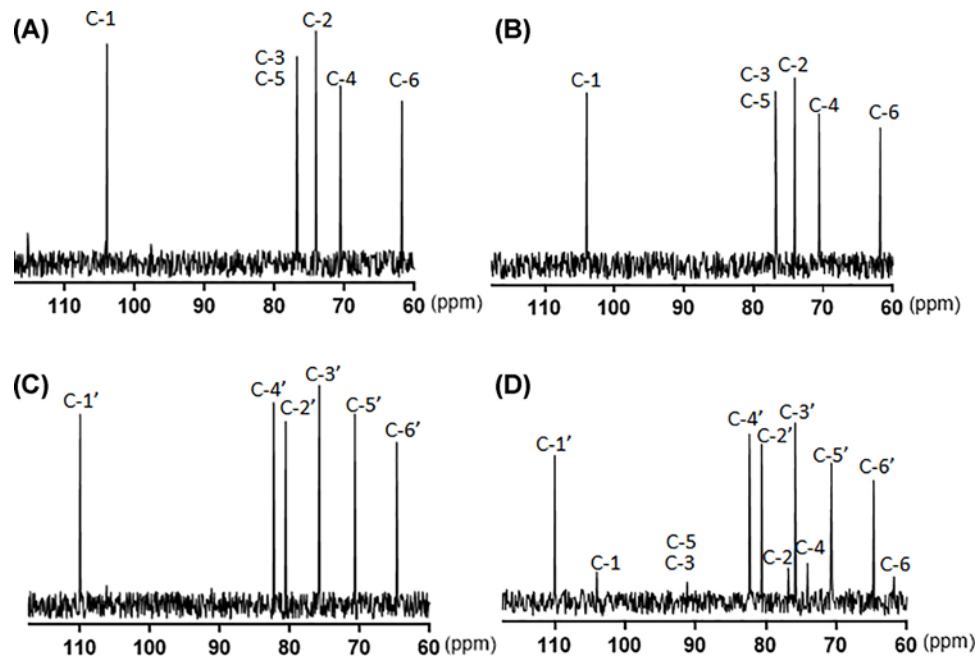 (A)
C-1
C-2
C-3
C-5
C-4
C-6
110 100 90 80 70 60 (ppm)
(B)
C-1
C-2
C-3
C-5
C-4
C-6
110 100 90 80 70 60 (ppm)
(C)
C-1’
C-4’
C-2’
C-3’
C-5’
C-6’
110 100 90 80 70 60 (ppm)
(D)
C-1’
C-1
C-5
C-3
C-4’
C-2’
C-2
C-3’
C-4
C-5’
C-6’
C-6
110 100 90 80 70 60 (ppm)